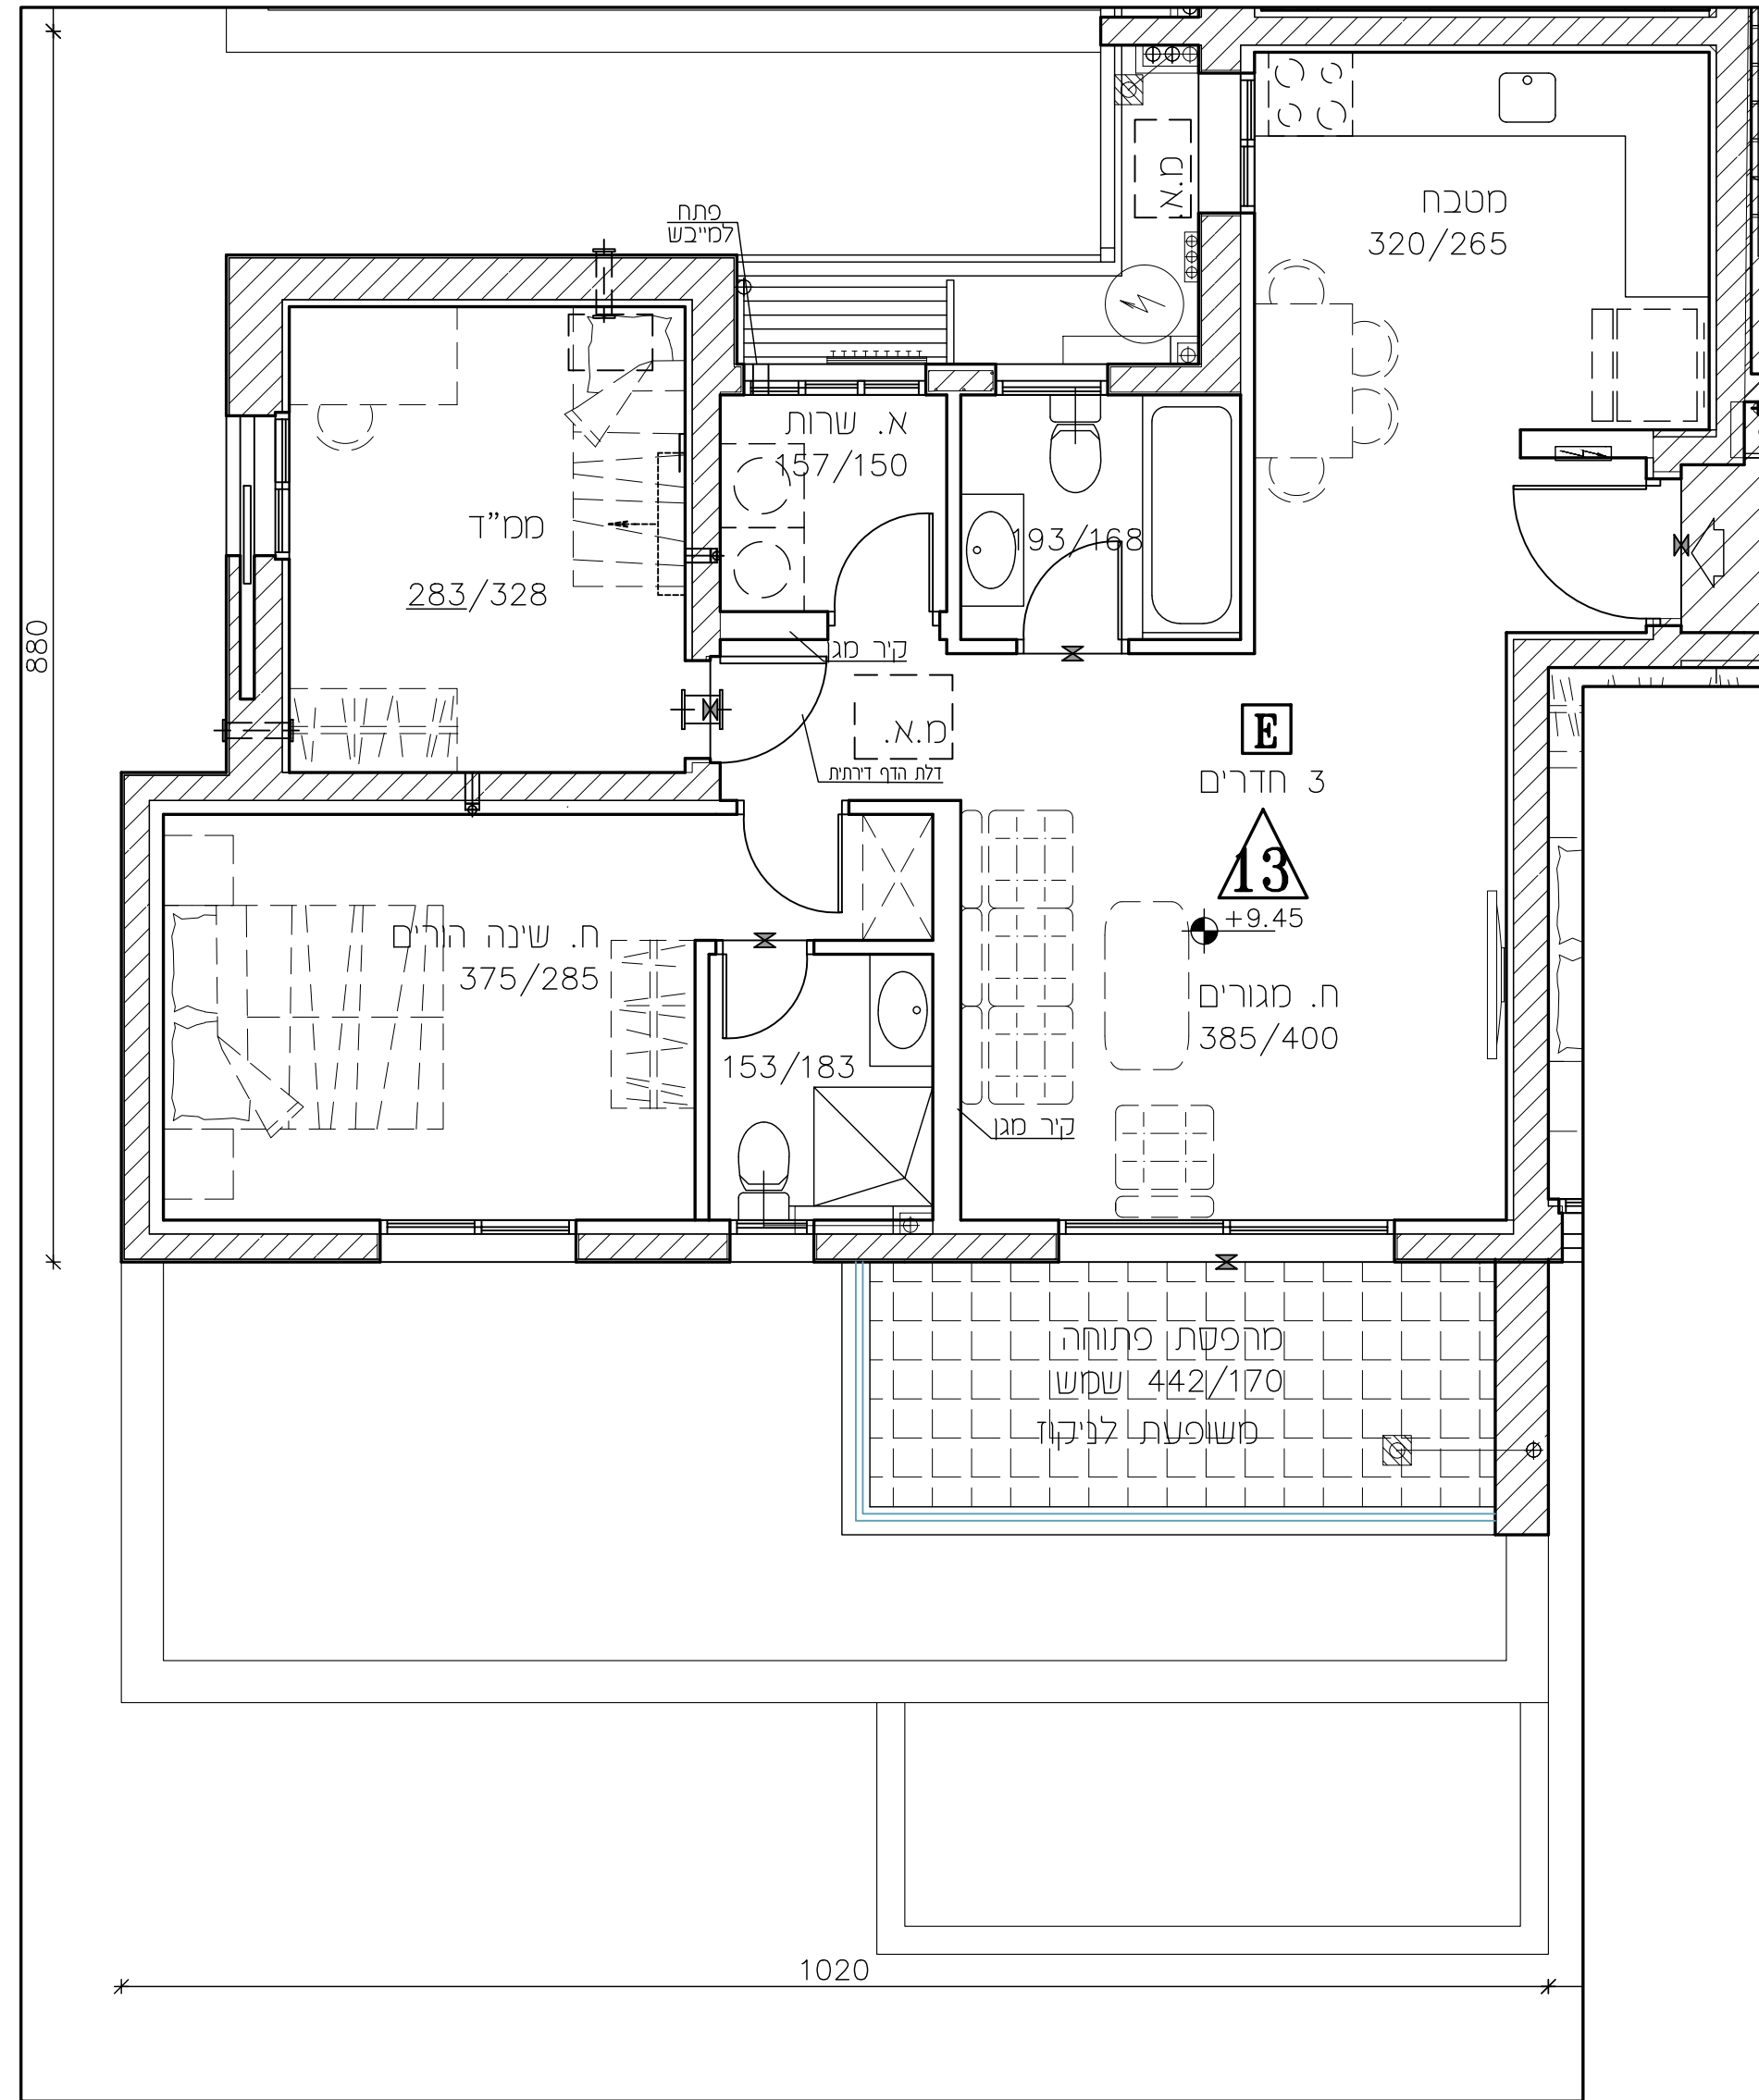 פתח
למייבש
מ.א.
מטבח
320/265
א. שרות
157/150
193/168
ממ״ד
283/328
880
קיר מגן
מ.א.
דלת הדף דירתית
E
3 חדרים
13
+9.45
ח. שינה הורים
375/285
ח. מגורים
385/400
153/183
קיר מגן
מרפסת פתוחה
442/170 שמש
משופעת לניקוז
1020